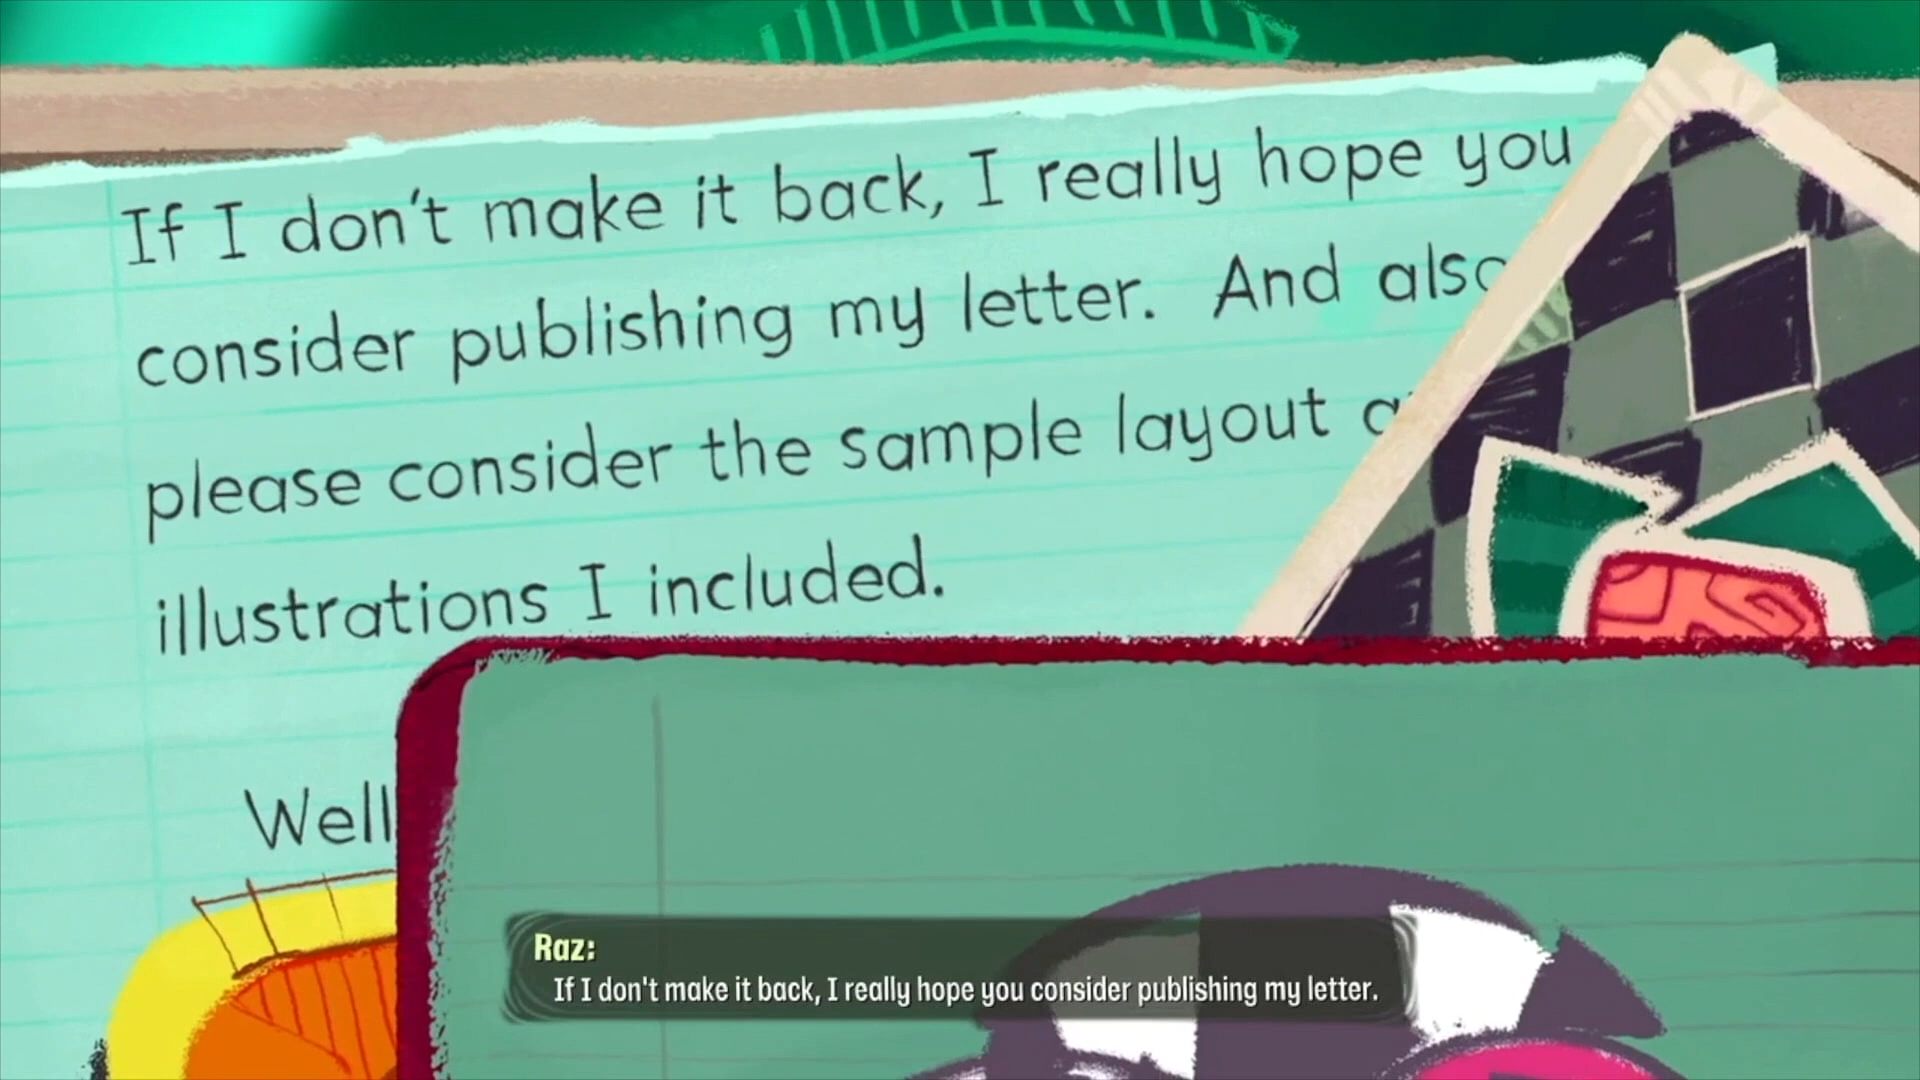 If I don't make it back, I really hope you
consider publishing my letter. And also
please consider the sample layout
illustrations I included.
Well
Raz:
If I don't make it back, I really hope you consider publishing my letter.